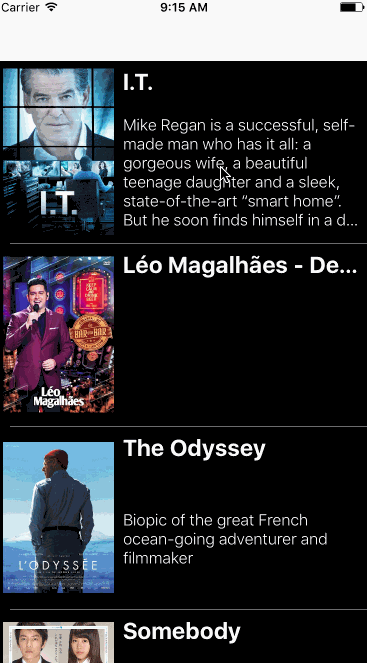 Carrier 9:15 AM
I.T.
Mike Regan is a successful, self-
made man who has it all: a
gorgeous wife, a beautiful
teenage daughter and a sleek,
state-of-the-art “smart home”.
But he soon finds himself in a d...
I.T.
Léo Magalhães - De...
BAR
Léo
Magalhães
The Odyssey
Biopic of the great French
ocean-going adventurer and
filmmaker
L'ODYSSÉE
Somebody